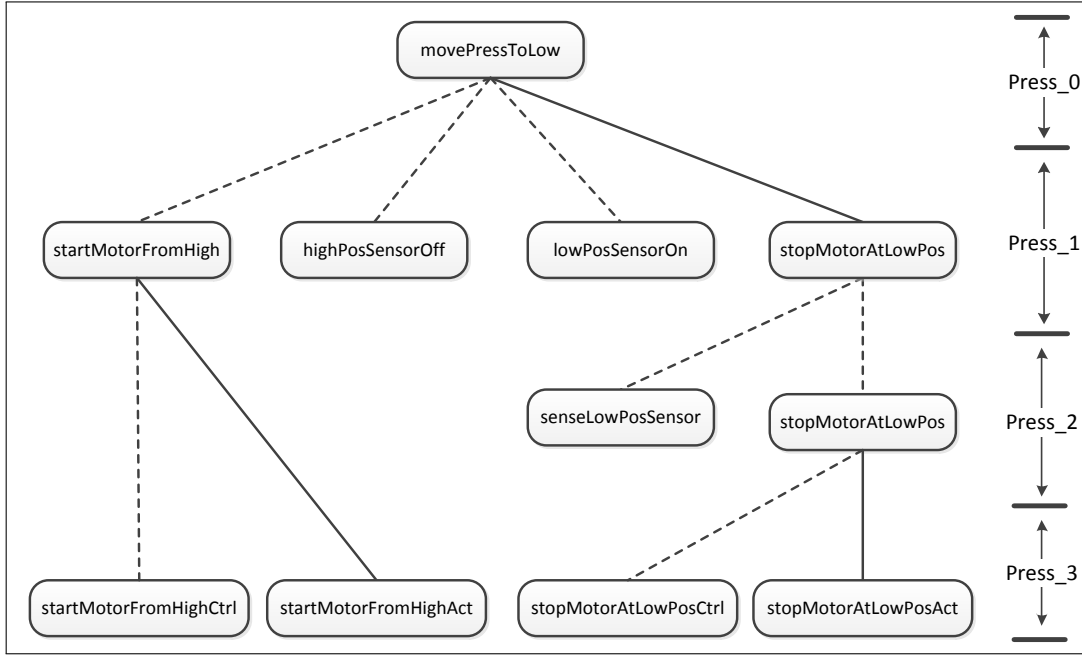 movePressToLow
Press_0
startMotorFromHigh
highPosSensorOff
lowPosSensorOn
stopMotorAtLowPos
Press_1
senseLowPosSensor
stopMotorAtLowPos
Press_2
startMotorFromHighCtrl
startMotorFromHighAct
stopMotorAtLowPosCtrl
stopMotorAtLowPosAct
Press_3